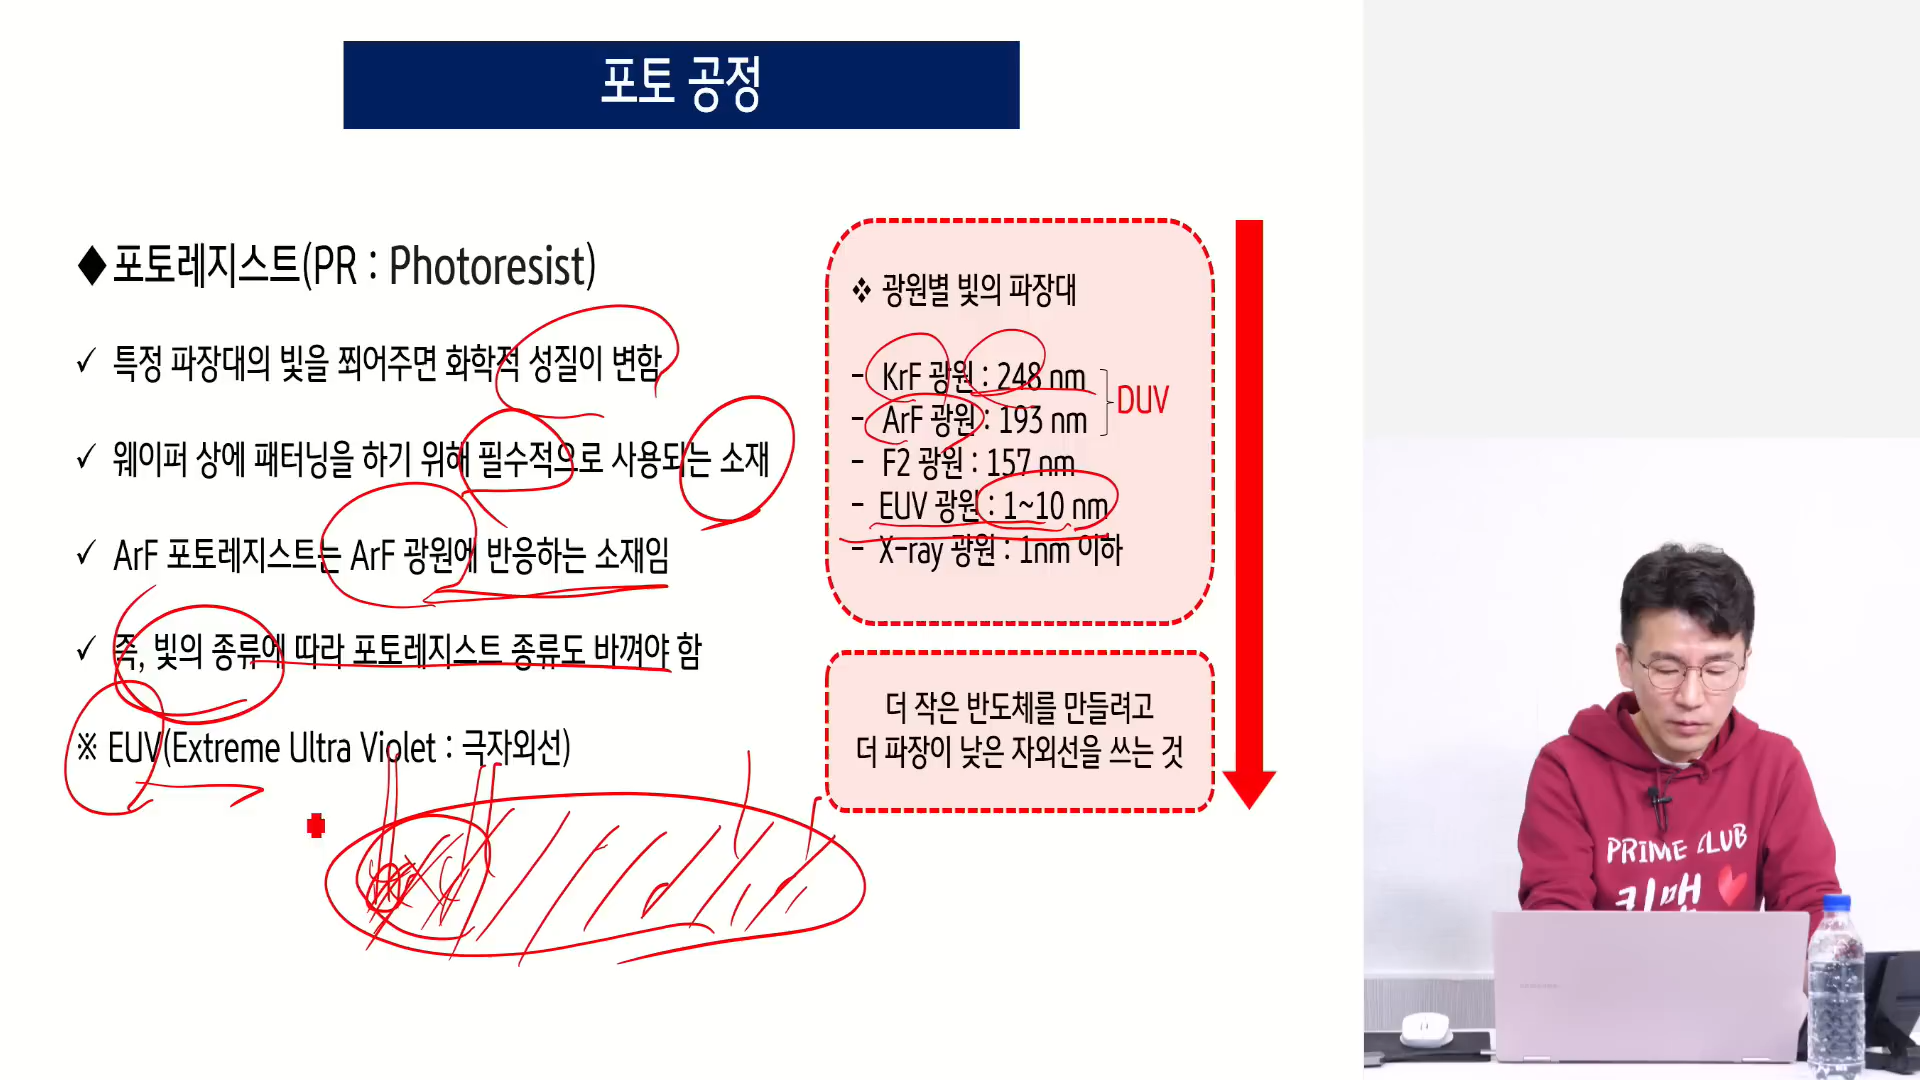 포토 공정
◆포토레지스트(PR : Photoresist)
✓ 특정 파장대의 빛을 쬐어주면 화학적 성질이 변함
✓ 웨이퍼 상에 패터닝을 하기 위해 필수적으로 사용되는 소재
✓ ArF 포토레지스트는 ArF 광원에 반응하는 소재임
✓ 즉, 빛의 종류에 따라 포토레지스트 종류도 바껴야 함
※ EUV(Extreme Ultra Violet : 극자외선)
❖ 광원별 빛의 파장대
- KrF 광원 : 248 nm
- ArF 광원 : 193 nm
DUV
- F2 광원 : 157 nm
- EUV 광원 : 1~10 nm
- X-ray 광원 : 1nm 이하
더 작은 반도체를 만들려고
더 파장이 낮은 자외선을 쓰는 것
PRIME CLUB
키맨